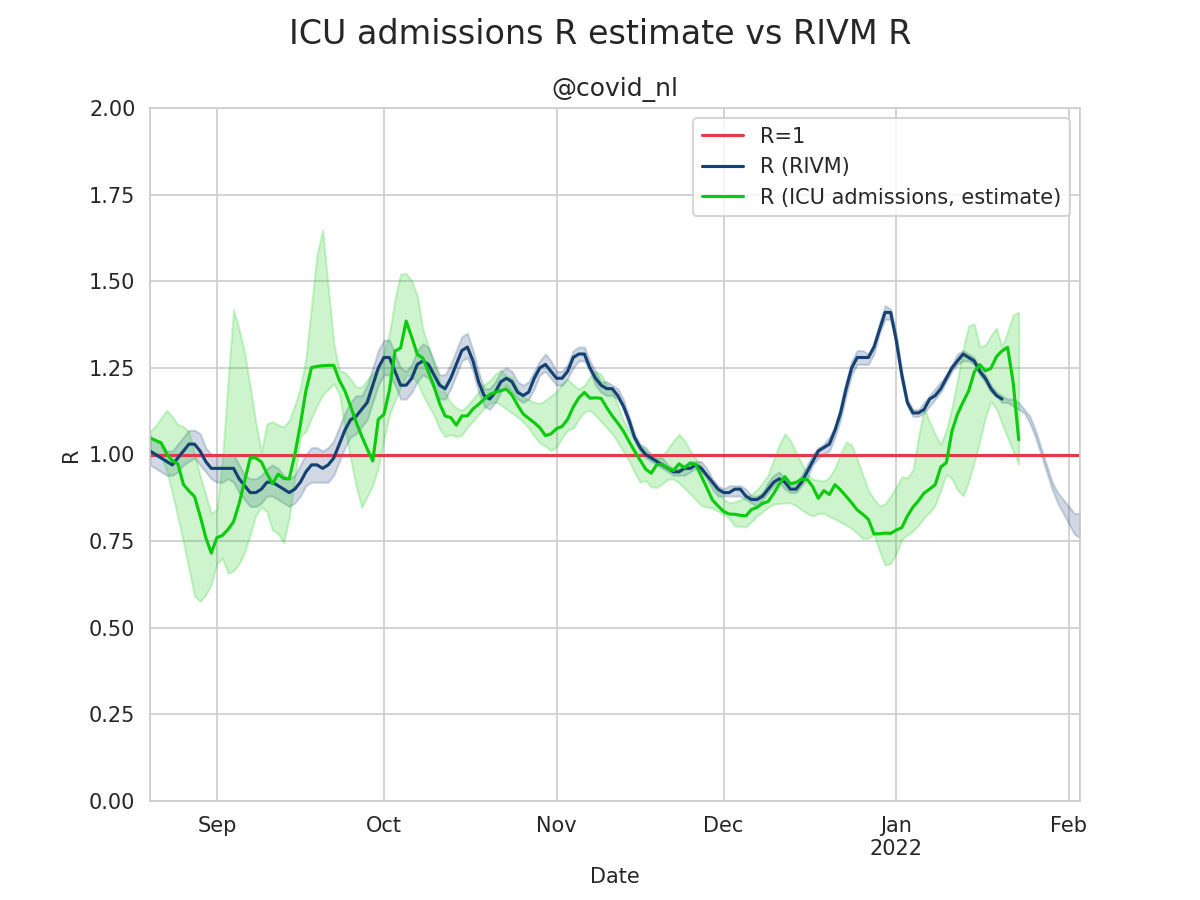 ICU admissions R estimate vs RIVM R
@covid_nl
2.00
1.75
1.50
1.25
1.00
0.75
0.50
0.25
0.00
R
R=1
R (RIVM)
R (ICU admissions, estimate)
Sep Oct Nov Dec Jan Feb
2022
Date